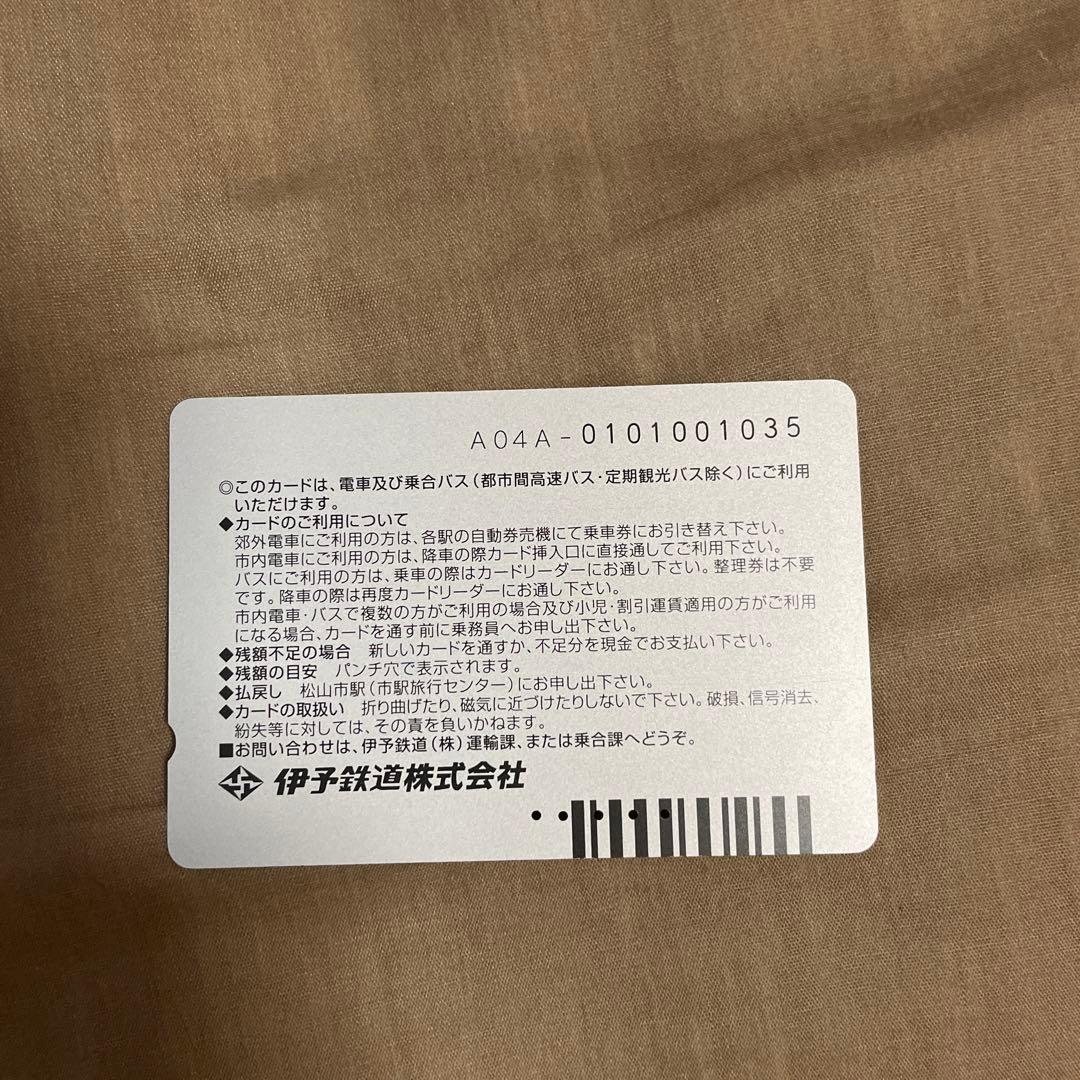 A04A-0101001035
◎このカードは、電車及び乗合バス(都市間高速バス・定期観光バス除く)にご利用
いただけます。
◆カードのご利用について
郊外電車にご利用の方は、各駅の自動券売機にて乗車券にお引き替え下さい。
市内電車にご利用の方は、降車の際カード挿入口に直接通してご利用下さい。
バスにご利用の方は、乗車の際はカードリーダーにお通し下さい。整理券は不要
です。降車の際は再度カードリーダーにお通し下さい。
市内電車・バスで複数の方がご利用の場合及び小児・割引運賃適用の方がご利用
になる場合、カードを通す前に乗務員へお申し出下さい。
◆残額不足の場合 新しいカードを通すか、不足分を現金でお支払い下さい。
◆残額の目安 パンチ穴で表示されます。
◆払戻し 松山市駅(市駅旅行センター)にお申し出下さい。
◆カードの取扱い 折り曲げたり、磁気に近づけたりしないで下さい。破損、信号消去、
紛失等に対しては、その責を負いかねます。
■お問い合わせは、伊予鉄道(株)運輸課、または乗合課へどうぞ。
伊予鉄道株式会社